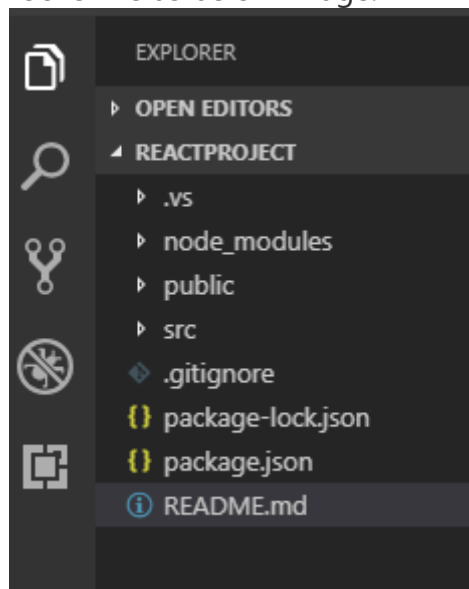 EXPLORER
OPEN EDITORS
REACTPROJECT
.vs
node_modules
public
src
.gitignore
{} package-lock.json
{} package.json
README.md